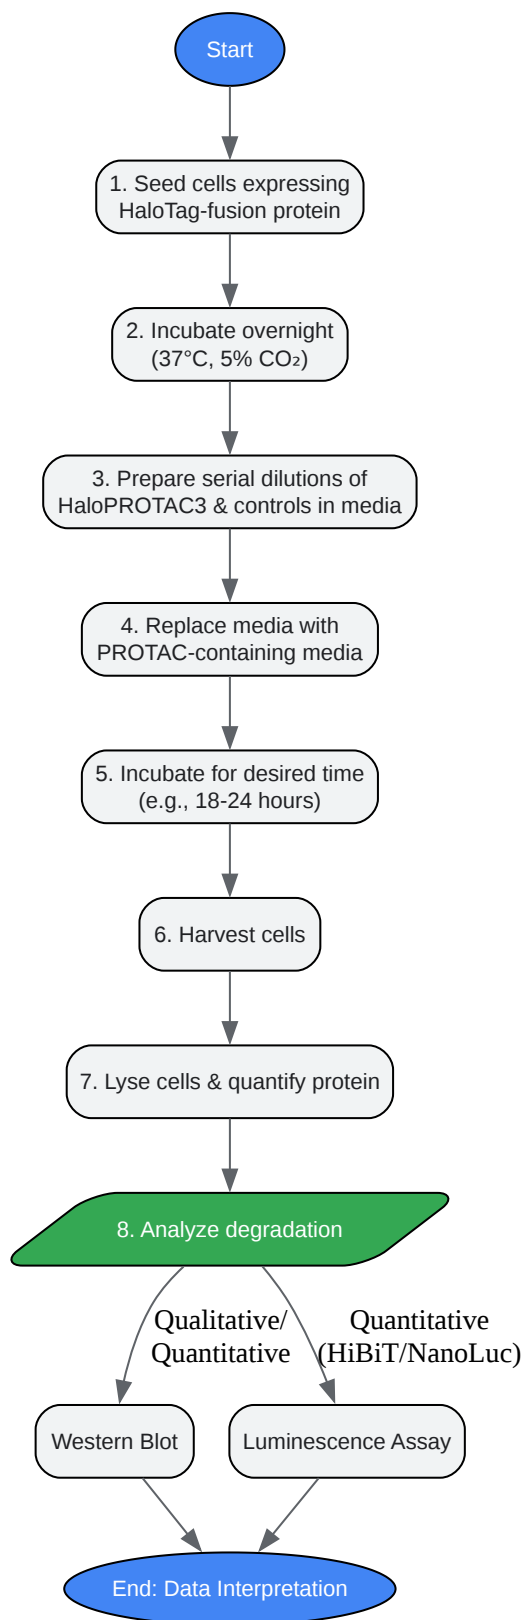 Start
1. Seed cells expressing
HaloTag-fusion protein
2. Incubate overnight
(37°C, 5% CO₂)
3. Prepare serial dilutions of
HaloPROTAC3 & controls in media
4. Replace media with
PROTAC-containing media
5. Incubate for desired time
(e.g., 18-24 hours)
6. Harvest cells
7. Lyse cells & quantify protein
8. Analyze degradation
Qualitative/
Quantitative
Quantitative
(HiBiT/NanoLuc)
Western Blot
Luminescence Assay
End: Data Interpretation